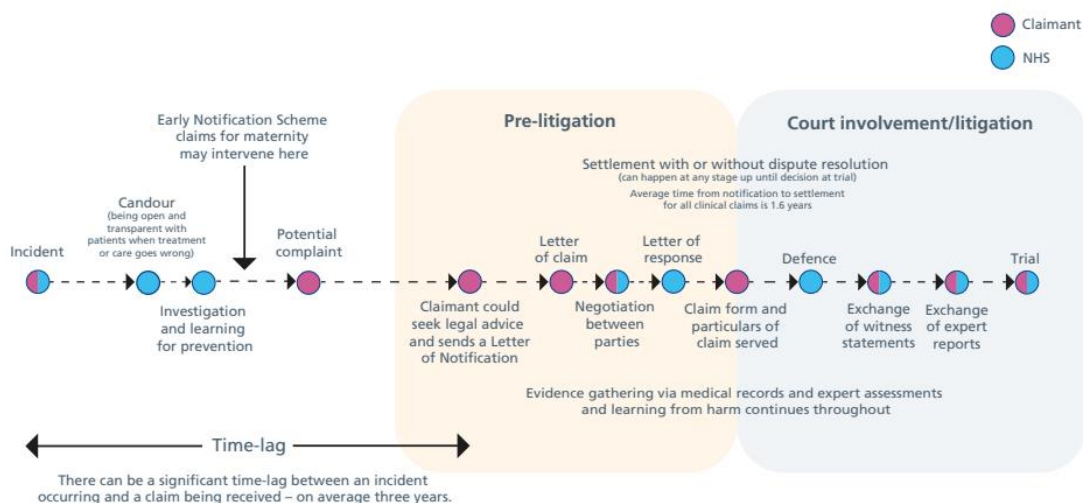 Claimant
NHS
Pre-litigation
Court involvement/litigation
Early Notification Scheme
claims for maternity
may intervene here
Settlement with or without dispute resolution
(can happen at any stage up until decision at trial)
Average time from notification to settlement
for all clinical claims is 1.6 years
Incident
Candour
(being open and
transparent with
patients when treatment
or care goes wrong)
Investigation
and learning
for prevention
Potential
complaint
Claimant could
seek legal advice
and sends a Letter
of Notification
Letter
of claim
Negotiation
between
parties
Letter of
response
Claim form and
particulars of
claim served
Defence
Exchange
of witness
statements
Exchange
of expert
reports
Trial
Evidence gathering via medical records and expert assessments
and learning from harm continues throughout
Time-lag
There can be a significant time-lag between an incident
occurring and a claim being received – on average three years.